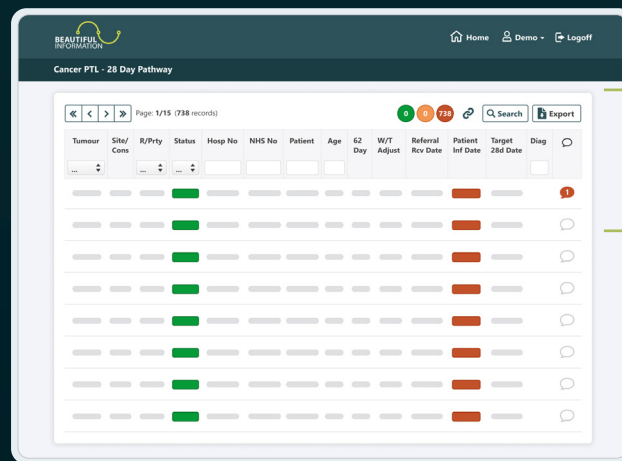 BEAUTIFUL
INFORMATION
Home Demo Logoff
Cancer PTL - 28 Day Pathway
Page: 1/15 (738 records)
0 0 738 Search Export
Tumour Site/ Cons R/Prty Status Hosp No NHS No Patient Age 62 Day W/T Adjust Referral Rcv Date Patient Inf Date Target 28d Date Diag
... ... ...
1